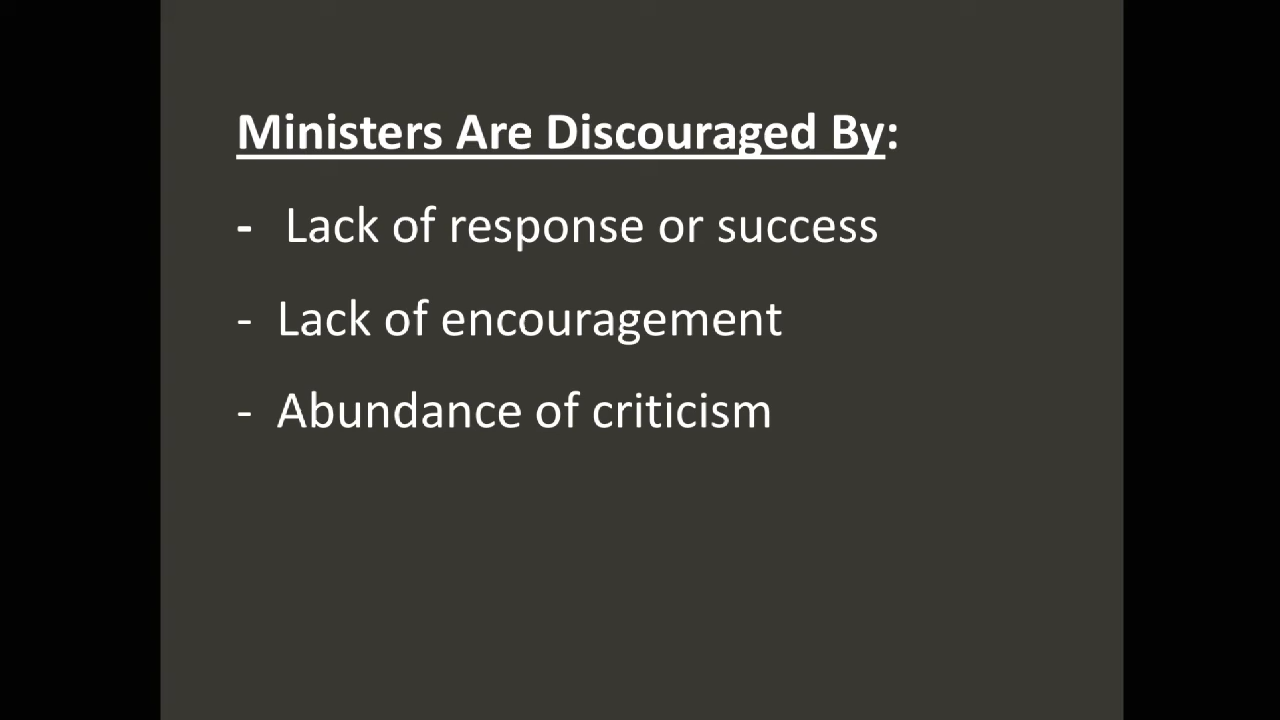 Ministers Are Discouraged By:
- Lack of response or success
- Lack of encouragement
- Abundance of criticism